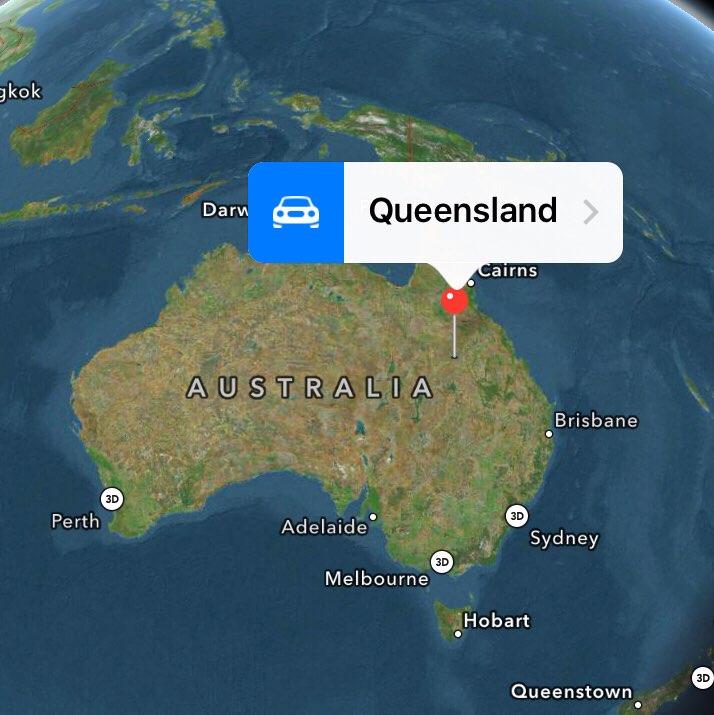 gkok
Darw
Queensland
Cairns
AUSTRALIA
Brisbane
3D
Perth
3D
Adelaide
Sydney
3D
Melbourne
Hobart
3D
Queenstown